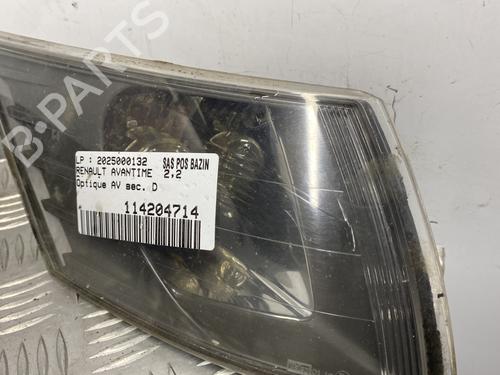 B-PARTS
LP : 2025000132 SAS POS BAZIN
RENAULT AVANTIME 2.2
Optique AV sec. D
114204714